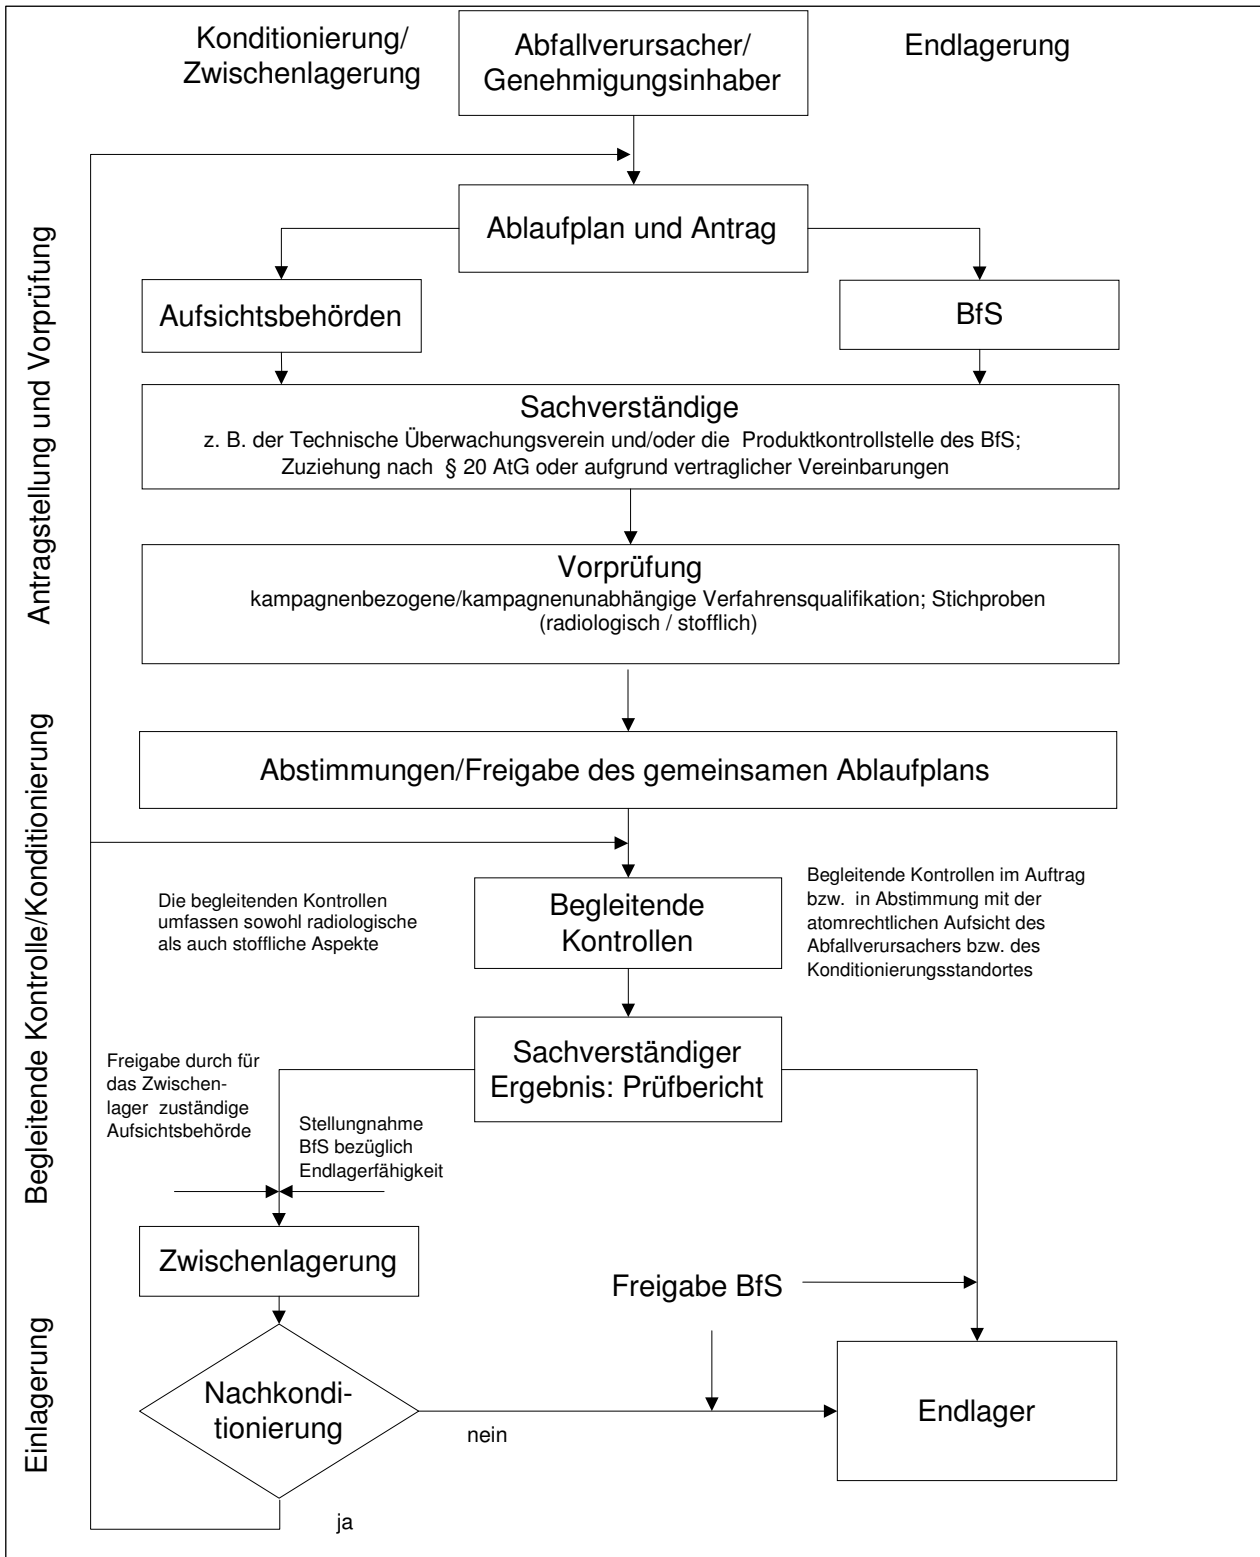 Konditionierung/
Zwischenlagerung
Abfallverursacher/
Genehmigungsinhaber
Endlagerung
Antragstellung und Vorprüfung
Ablaufplan und Antrag
Aufsichtsbehörden
BfS
Sachverständige
z. B. der Technische Überwachungsverein und/oder die Produktkontrollstelle des BfS;
Zuziehung nach § 20 AtG oder aufgrund vertraglicher Vereinbarungen
Vorprüfung
kampagnenbezogene/kampagnenunabhängige Verfahrensqualifikation; Stichproben
(radiologisch / stofflich)
Begleitende Kontrolle/Konditionierung
Abstimmungen/Freigabe des gemeinsamen Ablaufplans
Die begleitenden Kontrollen
umfassen sowohl radiologische
als auch stoffliche Aspekte
Begleitende
Kontrollen
Begleitende Kontrollen im Auftrag
bzw. in Abstimmung mit der
atomrechtlichen Aufsicht des
Abfallverursachers bzw. des
Konditionierungsstandortes
Sachverständiger
Ergebnis: Prüfbericht
Freigabe durch für
das Zwischen-
lager zuständige
Aufsichtsbehörde
Stellungnahme
BfS bezüglich
Endlagerfähigkeit
Einlagerung
Zwischenlagerung
Freigabe BfS
Nachkondi-
tionierung
nein
Endlager
ja